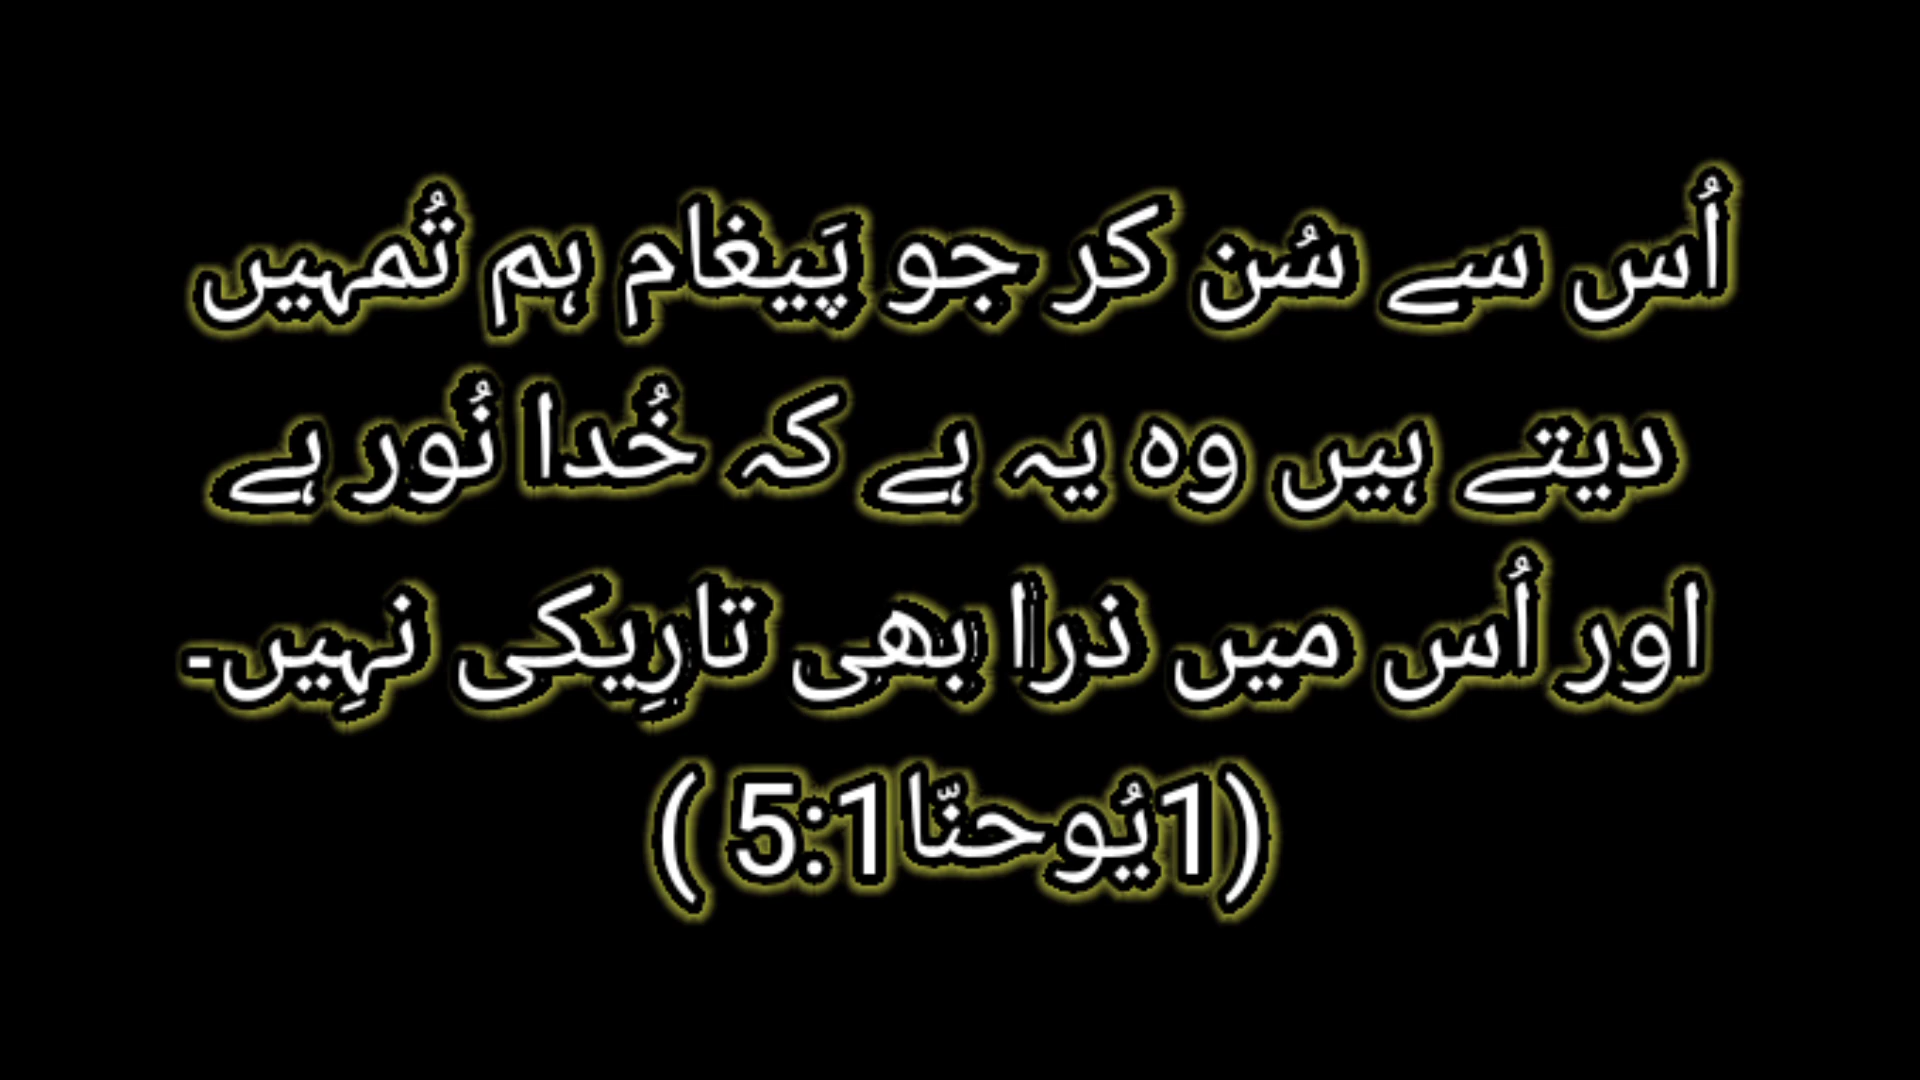 اُس سے سُن کر جو پَیغام ہم تُمہیں
دیتے ہیں وہ یہ ہے کہ خُدا نُور ہے
اور اُس میں ذرا بھی تارِیکی نہِیں۔
(1یُوحنّا5:1 )